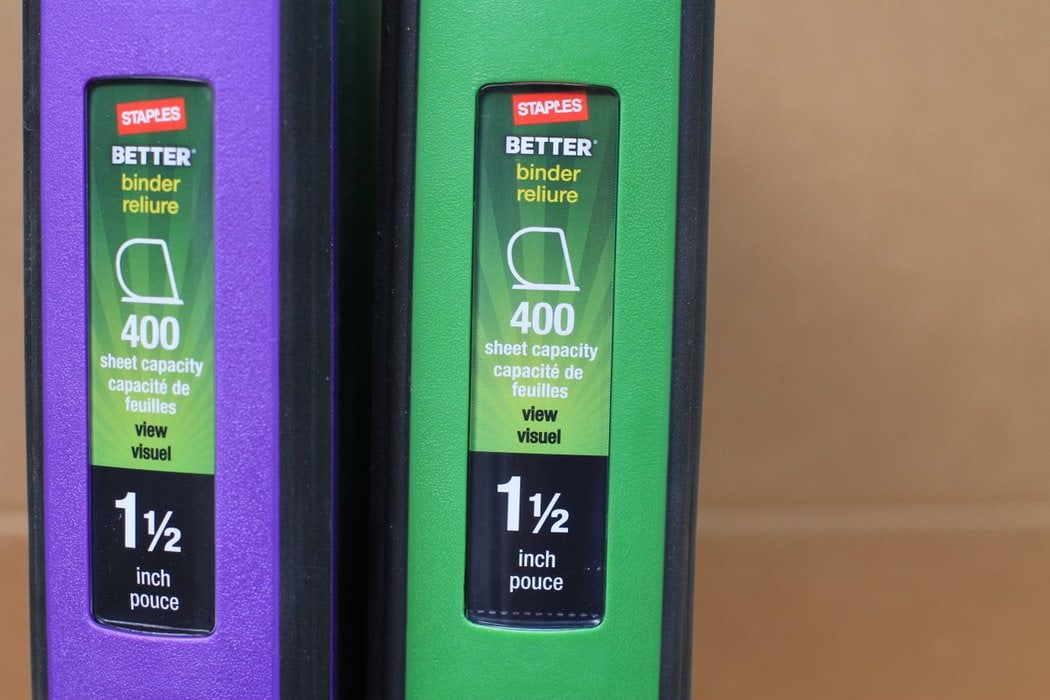 STAPLES
BETTER®
binder
reliure
400
sheet capacity
capacité de
feuilles
view
visuel
1½
inch
pouce
STAPLES
BETTER®
binder
reliure
400
sheet capacity
capacité de
feuilles
view
visuel
1½
inch
pouce